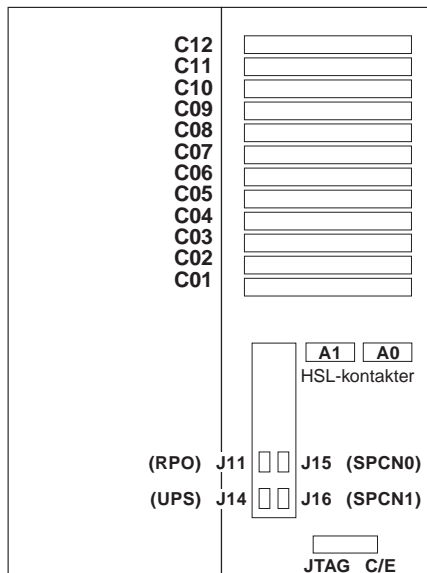 C12
C11
C10
C09
C08
C07
C06
C05
C04
C03
C02
C01
A1 A0
HSL-kontakter
(RPO) J11 J15 (SPCN0)
(UPS) J14 J16 (SPCN1)
JTAG C/E